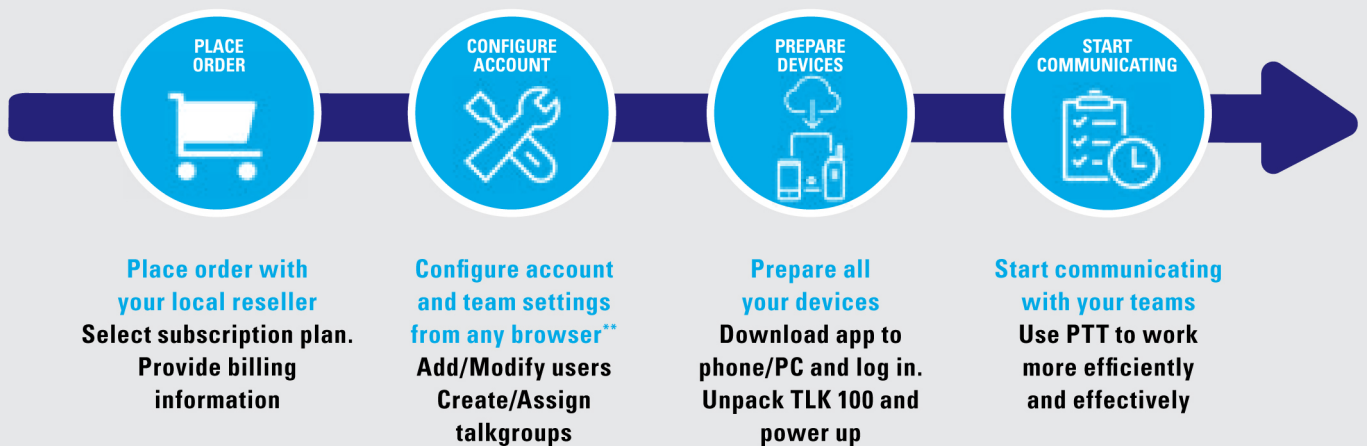 PLACE
ORDER
CONFIGURE
ACCOUNT
PREPARE
DEVICES
START
COMMUNICATING
Place order with
your local reseller
Select subscription plan.
Provide billing
information
Configure account
and team settings
from any browser**
Add/Modify users
Create/Assign
talkgroups
Prepare all
your devices
Download app to
phone/PC and log in.
Unpack TLK 100 and
power up
Start communicating
with your teams
Use PTT to work
more efficiently
and effectively